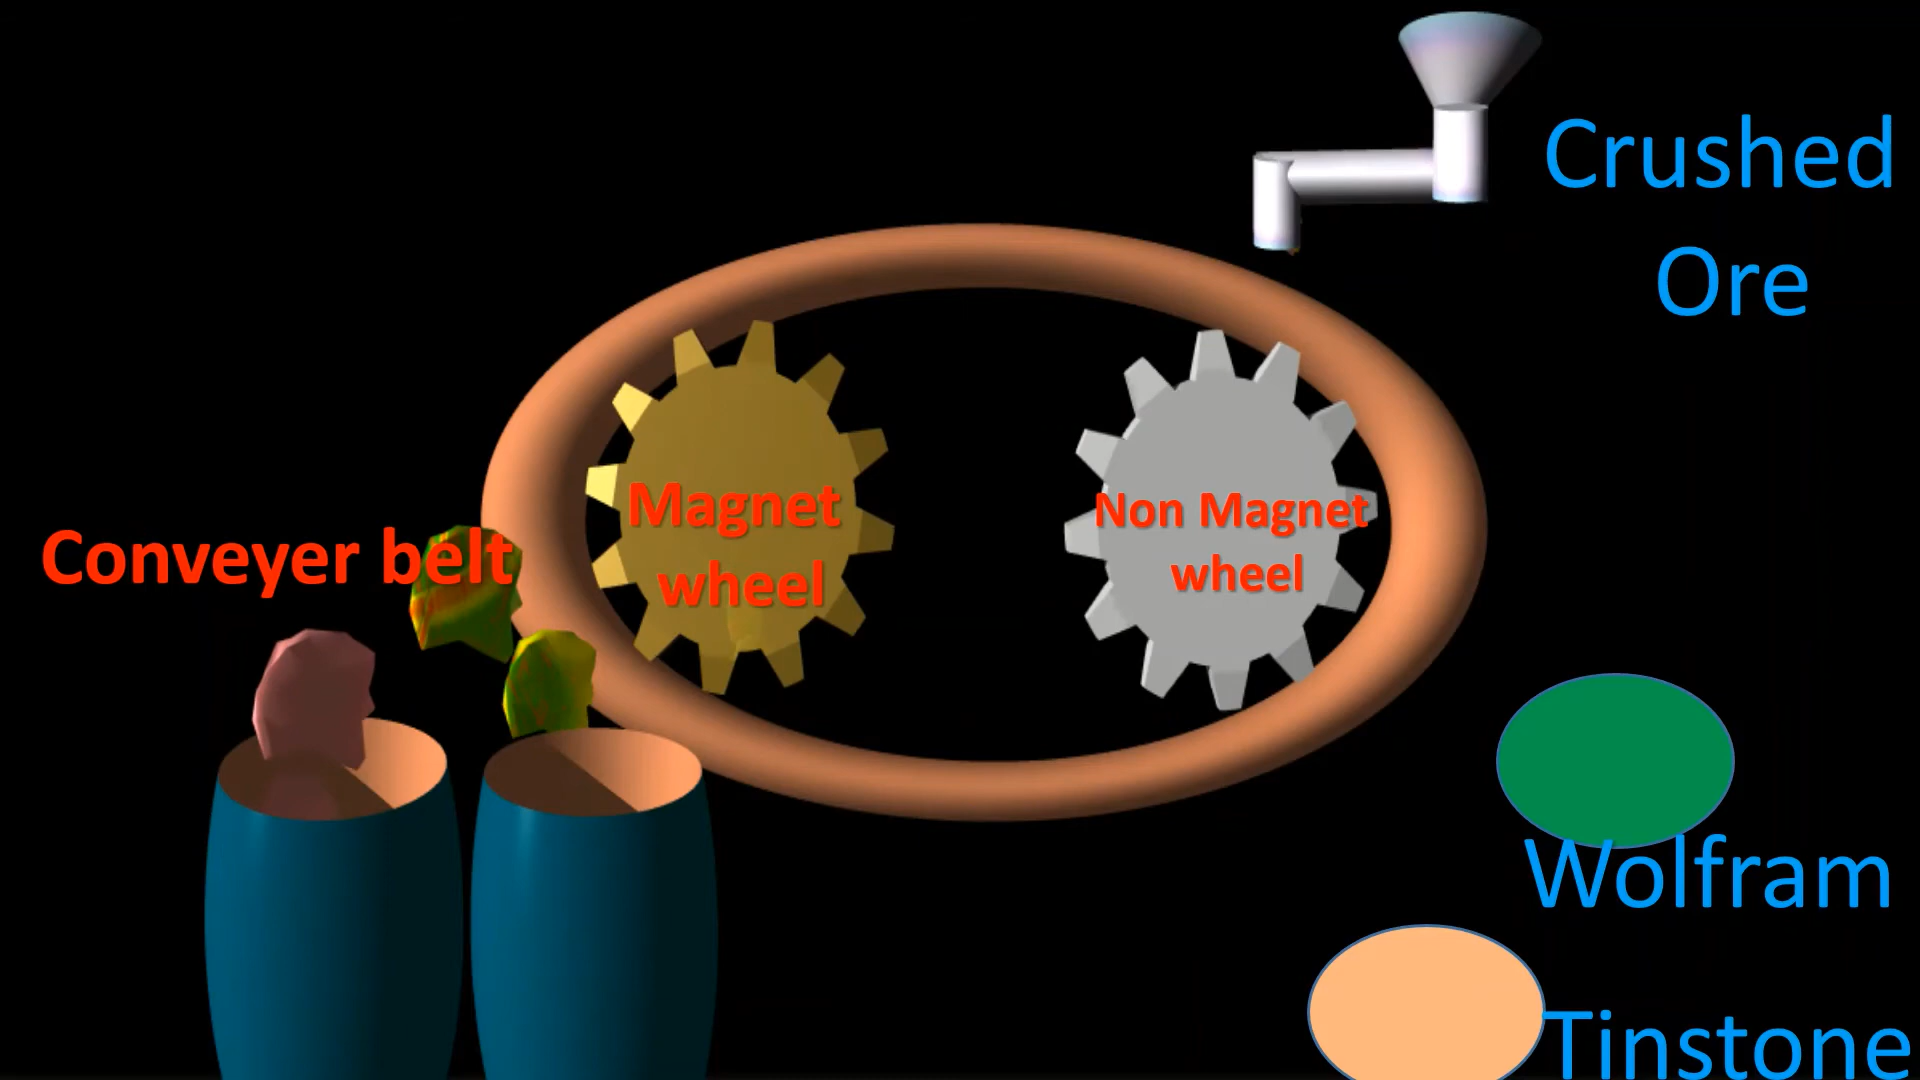 Crushed
Ore
Magnet
wheel
Non Magnet
wheel
Conveyer belt
Wolfram
Tinstone